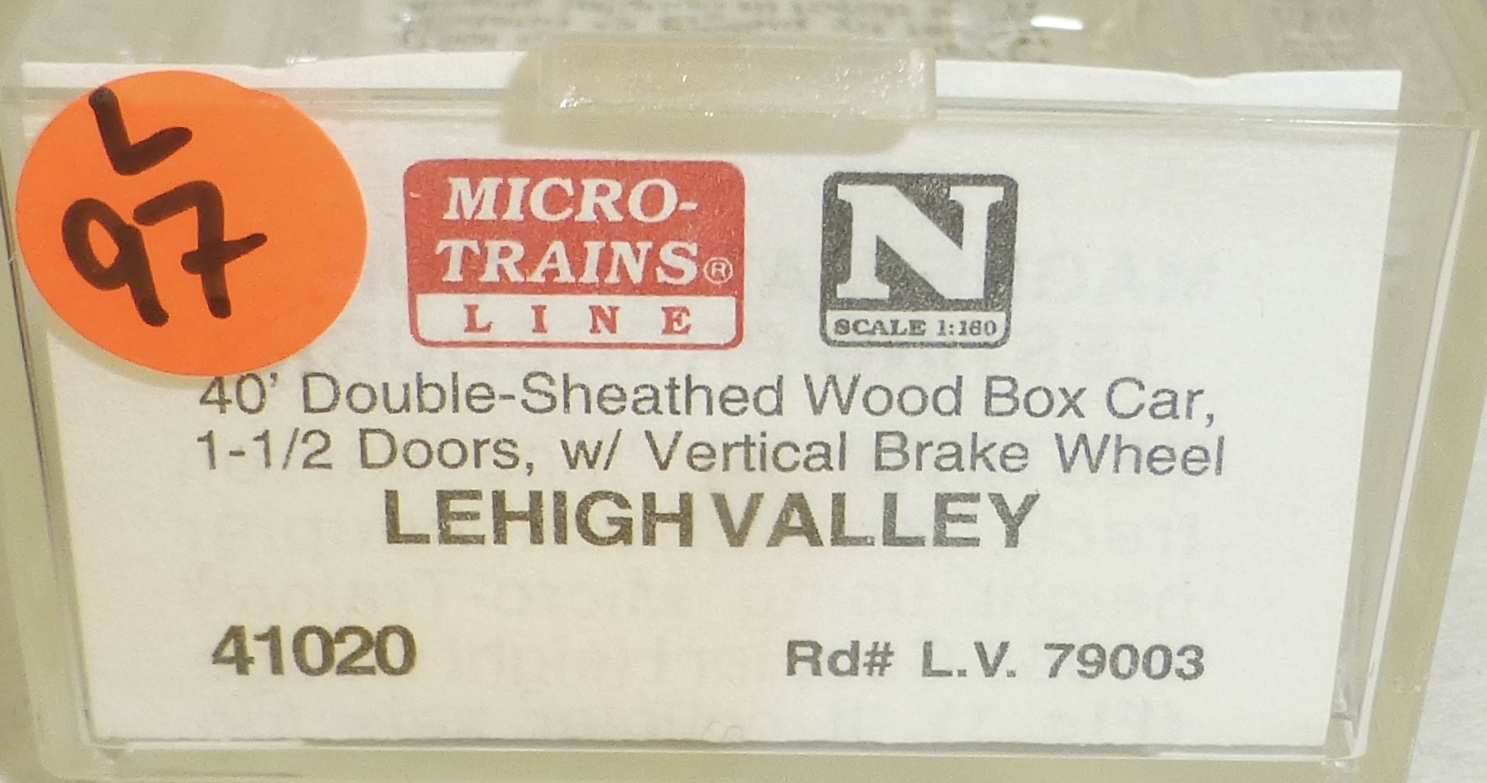 L
97
MICRO-
TRAINS®
LINE
N
SCALE 1:160
40' Double-Sheathed Wood Box Car,
1-1/2 Doors, w/ Vertical Brake Wheel
LEHIGH VALLEY
41020
Rd# L.V. 79003